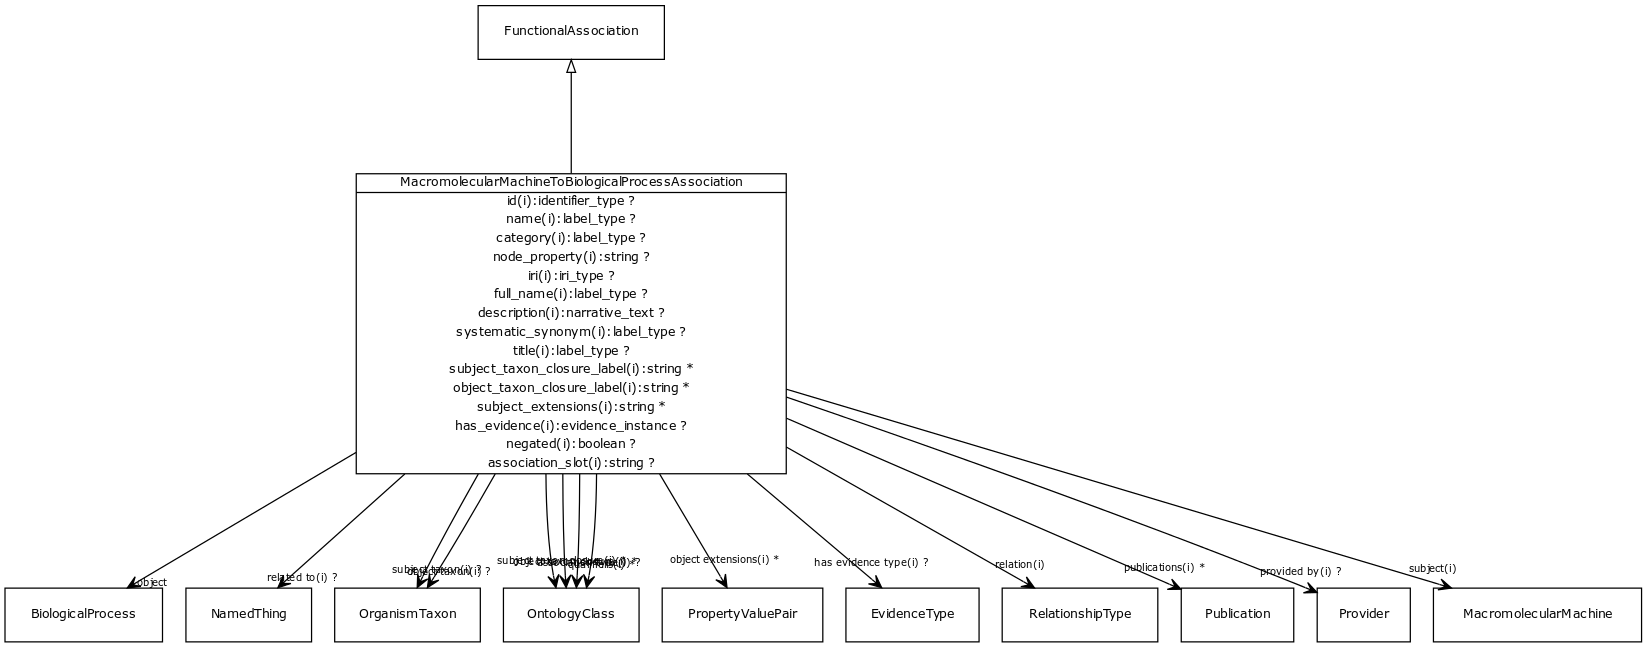 FunctionalAssociation
MacromolecularMachineToBiologicalProcessAssociation
id(i):identifier_type ?
name(i):label_type ?
category(i):label_type ?
node_property(i):string ?
iri(i):iri_type ?
full_name(i):label_type ?
description(i):narrative_text ?
systematic_synonym(i):label_type ?
title(i):label_type ?
subject_taxon_closure_label(i):string *
object_taxon_closure_label(i):string *
subject_extensions(i):string *
has_evidence(i):evidence_instance ?
negated(i):boolean ?
association_slot(i):string ?
object
related to(i) ?
subject taxon(i) ?
object taxon(i) ?
object extensions(i) *
has evidence type(i) ?
relation(i)
publications(i) *
provided by(i) ?
subject(i)
BiologicalProcess
NamedThing
OrganismTaxon
OntologyClass
PropertyValuePair
EvidenceType
RelationshipType
Publication
Provider
MacromolecularMachine